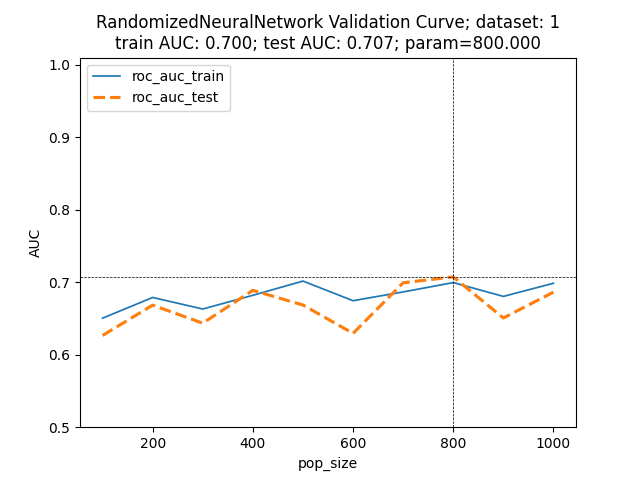 RandomizedNeuralNetwork Validation Curve; dataset: 1
train AUC: 0.700; test AUC: 0.707; param=800.000
roc_auc_train
roc_auc_test
1.0
0.9
0.8
0.7
0.6
0.5
AUC
200
400
600
800
1000
pop_size